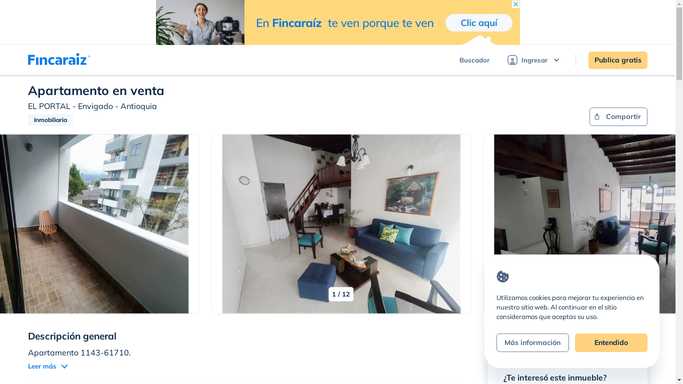 En Fincaraíz te ven porque te ven
Clic aquí
Fincaraíz
Buscador
Ingresar
Publica gratis
Apartamento en venta
EL PORTAL - Envigado - Antioquia
Inmobiliaria
Compartir
1 / 12
Utilizamos cookies para mejorar tu experiencia en
nuestro sitio web. Al continuar en el sitio
consideramos que aceptas su uso.
Más información
Entendido
Descripción general
Apartamento 1143-61710.
Leer más
¿Te interesó este inmueble?